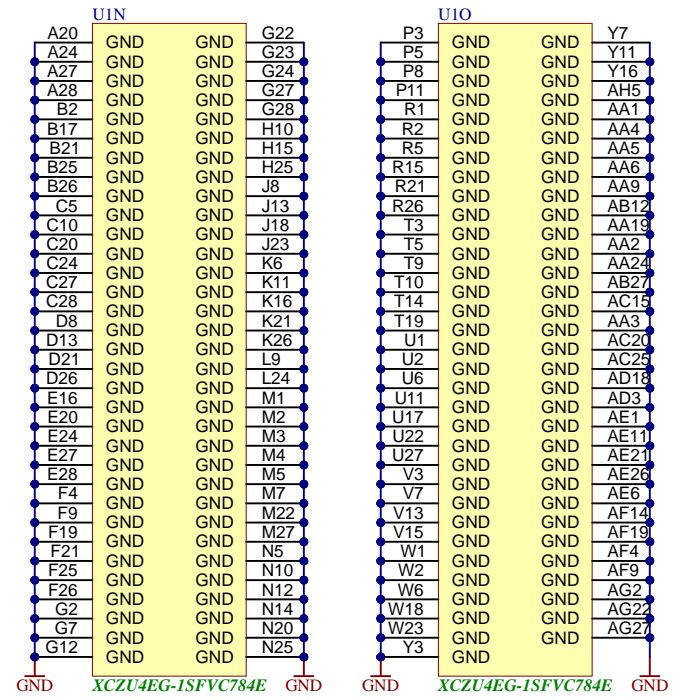 U1N
A20 GND GND G22
A24 GND GND G23
A27 GND GND G24
A28 GND GND G27
B2 GND GND G28
B17 GND GND H10
B21 GND GND H15
B25 GND GND H25
B26 GND GND J8
C5 GND GND J13
C10 GND GND J18
C20 GND GND J23
C24 GND GND K6
C27 GND GND K11
C28 GND GND K16
D8 GND GND K21
D13 GND GND K26
D21 GND GND L9
D26 GND GND L24
E16 GND GND M1
E20 GND GND M2
E24 GND GND M3
E27 GND GND M4
E28 GND GND M5
F4 GND GND M7
F9 GND GND M22
F19 GND GND M27
F21 GND GND N5
F25 GND GND N10
F26 GND GND N12
G2 GND GND N14
G7 GND GND N20
G12 GND GND N25
GND XCZU4EG-1SFVC784E GND
U1O
P3 GND GND Y7
P5 GND GND Y11
P8 GND GND Y16
P11 GND GND AH5
R1 GND GND AA1
R2 GND GND AA4
R5 GND GND AA5
R15 GND GND AA6
R21 GND GND AA9
R26 GND GND AB12
T3 GND GND AA19
T5 GND GND AA2
T9 GND GND AA24
T10 GND GND AB27
T14 GND GND AC15
T19 GND GND AA3
U1 GND GND AC20
U2 GND GND AC25
U6 GND GND AD18
U11 GND GND AD3
U17 GND GND AE1
U22 GND GND AE11
U27 GND GND AE21
V3 GND GND AE26
V7 GND GND AE6
V13 GND GND AF14
V15 GND GND AF19
W1 GND GND AF4
W2 GND GND AF9
W6 GND GND AG2
W18 GND GND AG22
W23 GND GND AG27
Y3 GND
GND XCZU4EG-1SFVC784E GND